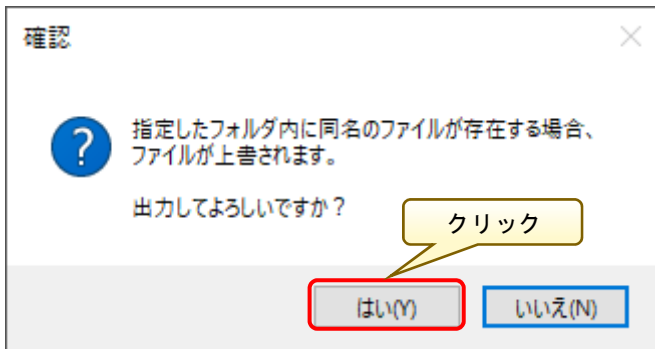 確認
指定したフォルダ内に同名のファイルが存在する場合、
ファイルが上書されます。
出力してよろしいですか？
クリック
はい(Y)
いいえ(N)